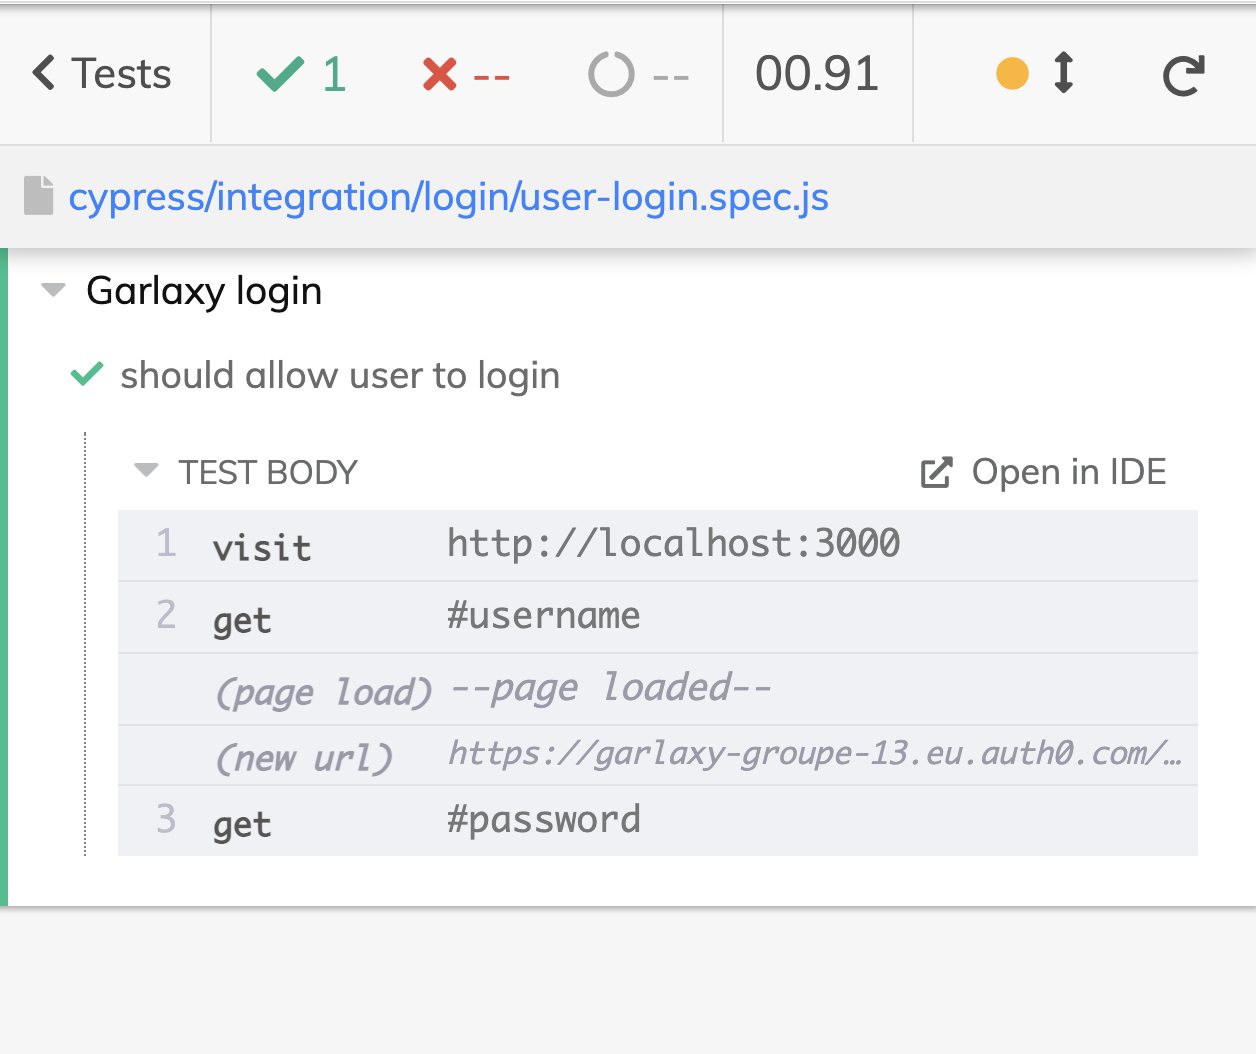 Tests 1 -- -- 00.91
cypress/integration/login/user-login.spec.js
Garlaxy login
should allow user to login
TEST BODY Open in IDE
1 visit http://localhost:3000
2 get #username
(page load) --page loaded--
(new url) https://garlaxy-groupe-13.eu.auth0.com/…
3 get #password